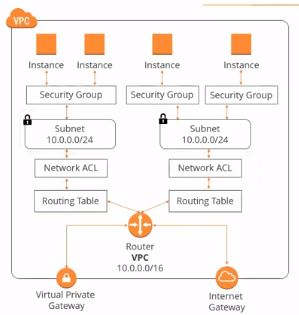 VPC
Instance Instance Instance Instance
Security Group Security Group Security Group
Subnet
10.0.0.0/24
Subnet
10.0.0.0/24
Network ACL Network ACL
Routing Table Routing Table
Router
VPC
10.0.0.0/16
Virtual Private
Gateway
Internet
Gateway